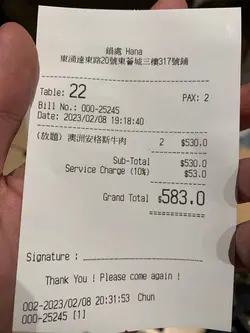 鍋處 Hana
東涌達東路20號東薈城三樓317號舖
Table: 22 PAX: 2
Bill No.: 000-25245
Date: 2023/02/08 19:18:40
(放題) 澳洲安格斯牛肉 2 $530.0
Sub-Total $530.0
Service Charge (10%) $53.0
Grand Total $583.0
Signature :
Thank You ! Please come again !
002-2023/02/08 20:31:53 Chun
000-25245 [1]